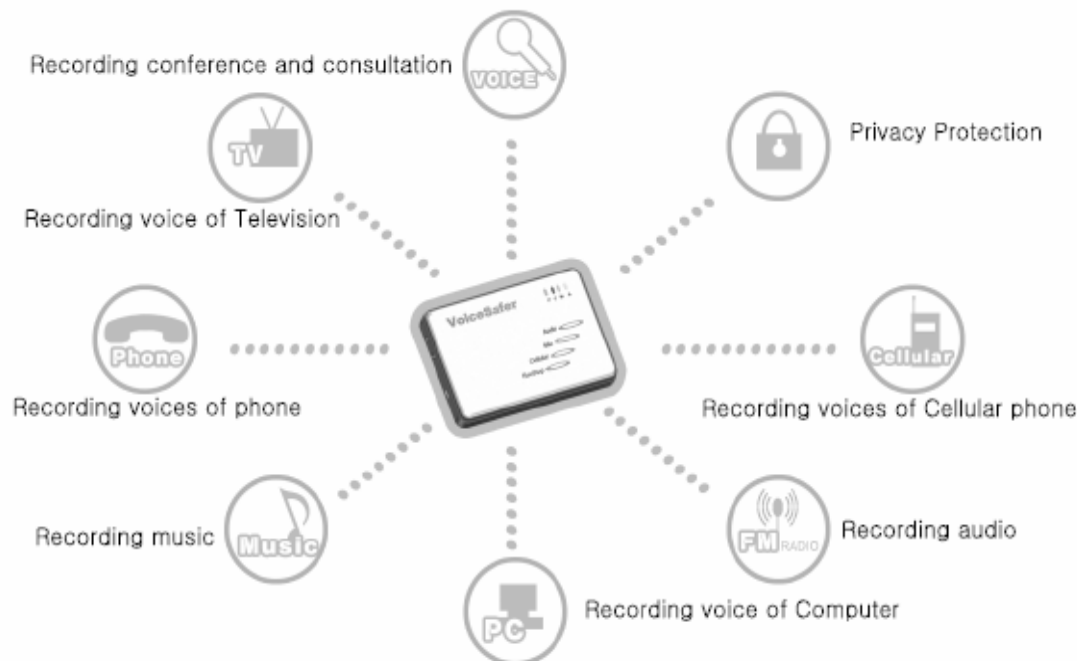 VOICE
Recording conference and consultation
TV
Privacy Protection
Recording voice of Television
VoiceSafer
Phone
Cellular
Recording voices of phone
Recording voices of Cellular phone
Music
Recording music
FM RADIO
Recording audio
PC
Recording voice of Computer